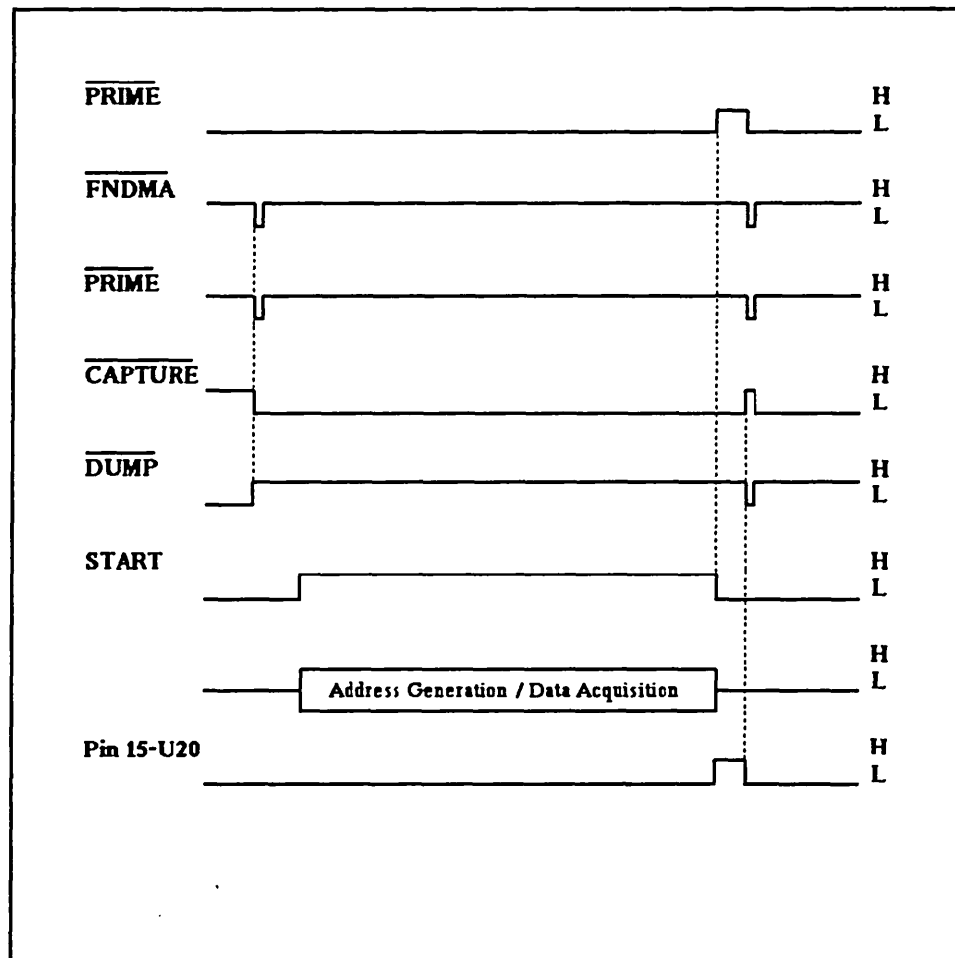 PRIME H
L
FNDMA H
L
PRIME H
L
CAPTURE H
L
DUMP H
L
START H
L
H
Address Generation / Data Acquisition L
Pin 15-U20 H
L